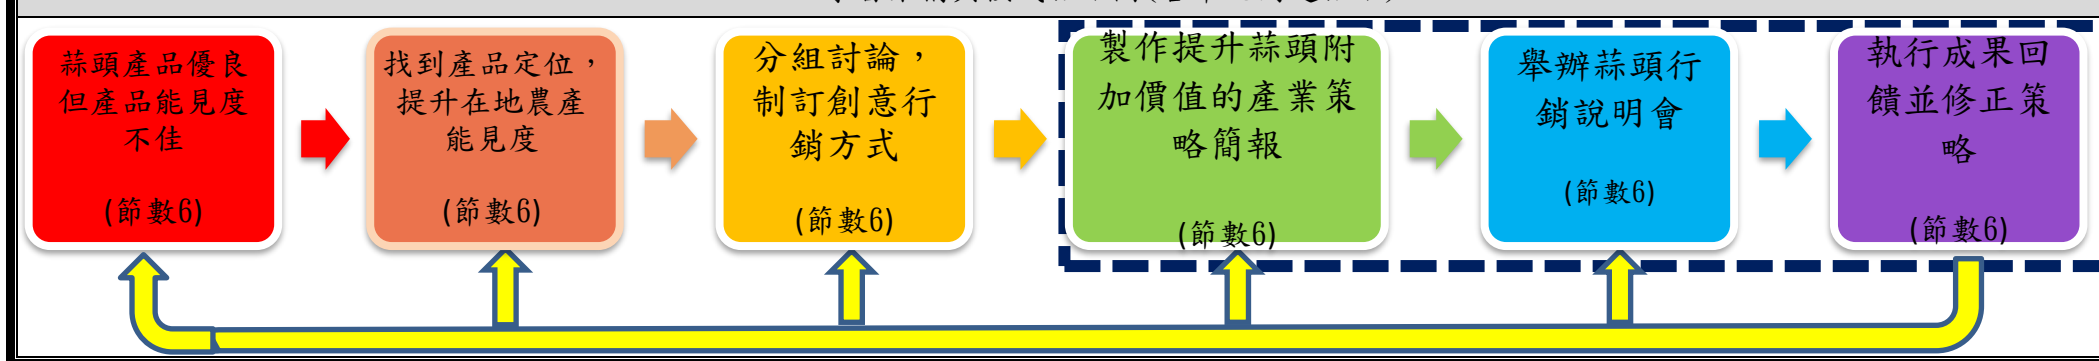 蒜頭產品優良
但產品能見度
不佳
(節數6)
找到產品定位，
提升在地農產
能見度
(節數6)
分組討論，
制訂創意行
銷方式
(節數6)
製作提升蒜頭附
加價值的產業策
略簡報
(節數6)
舉辦蒜頭行
銷說明會
(節數6)
執行成果回
饋並修正策
略
(節數6)